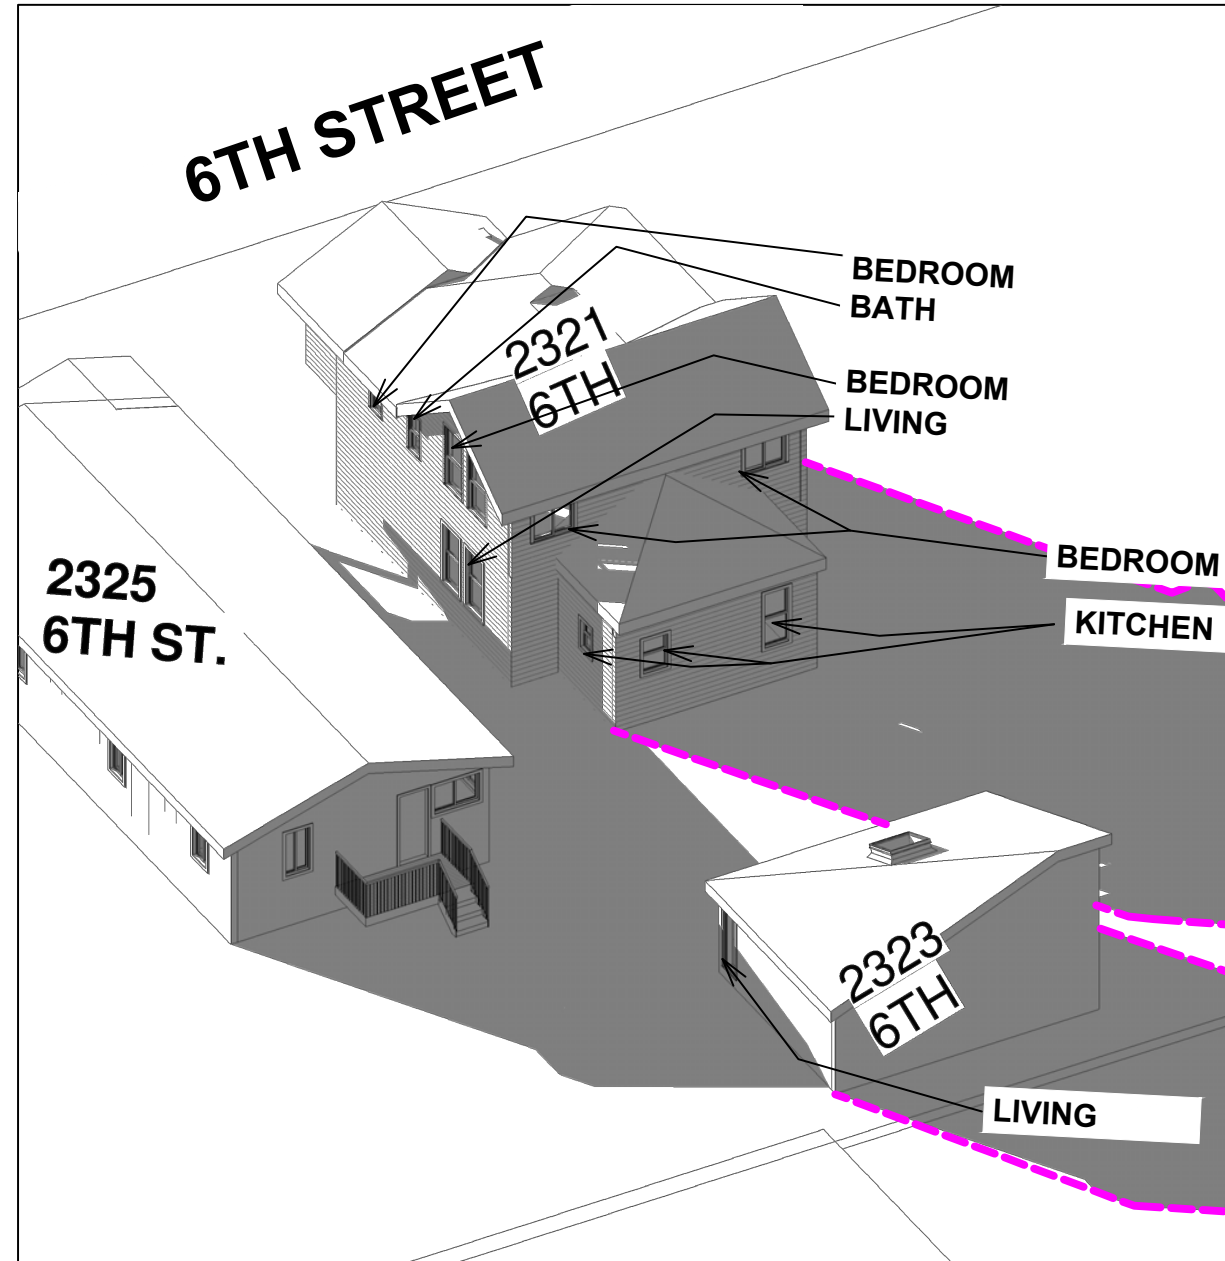 6TH STREET
BEDROOM
BATH
2321
6TH
BEDROOM
LIVING
BEDROOM
2325
6TH ST.
KITCHEN
2323
6TH
LIVING